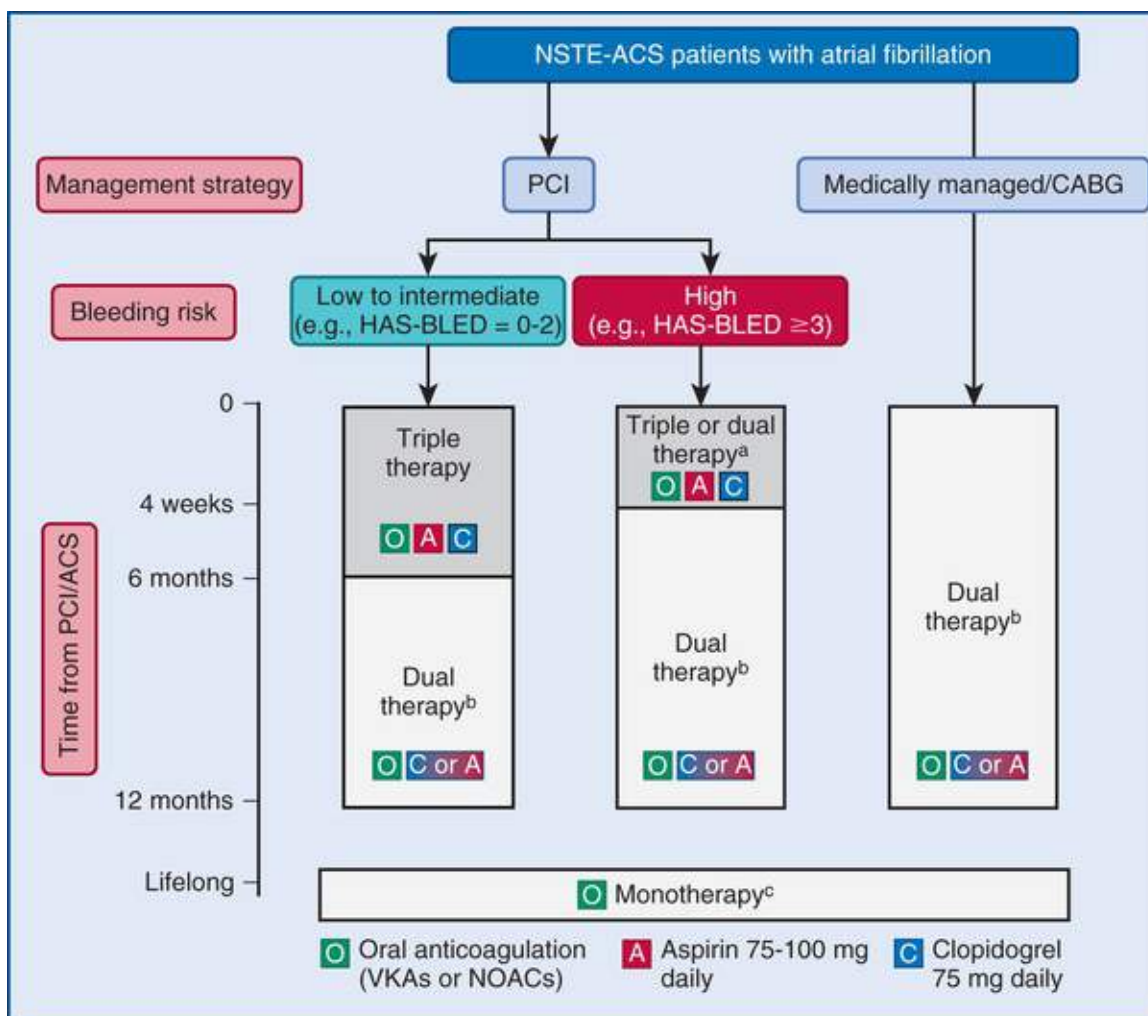 NSTE-ACS patients with atrial fibrillation
Management strategy
PCI
Medically managed/CABG
Bleeding risk
Low to intermediate
(e.g., HAS-BLED = 0-2)
High
(e.g., HAS-BLED ≥3)
Time from PCI/ACS
0
4 weeks
6 months
12 months
Lifelong
Triple
therapy
O A C
Dual
therapyᵇ
O C or A
Triple or dual
therapyᵃ
O A C
Dual
therapyᵇ
O C or A
Dual
therapyᵇ
O C or A
O Monotherapyᶜ
O Oral anticoagulation
(VKAs or NOACs)
A Aspirin 75-100 mg
daily
C Clopidogrel
75 mg daily